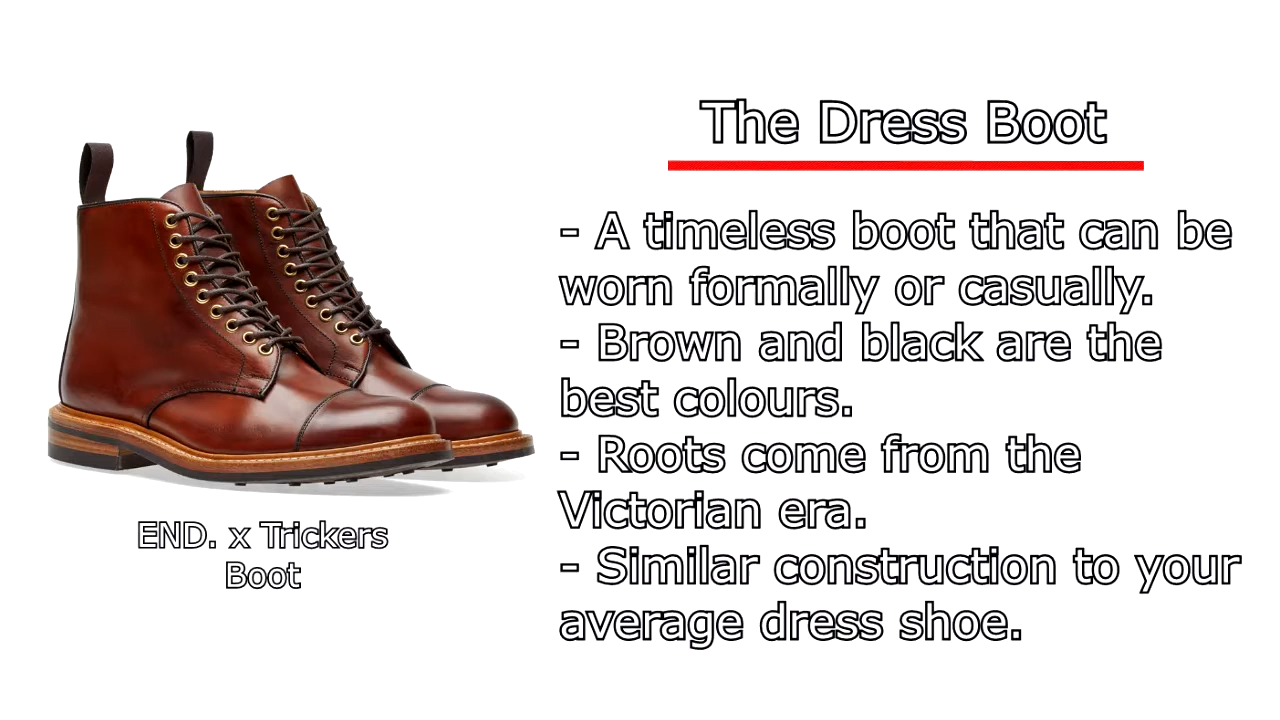 The Dress Boot
- A timeless boot that can be
worn formally or casually.
- Brown and black are the
best colours.
- Roots come from the
Victorian era.
- Similar construction to your
average dress shoe.
END. x Trickers
Boot